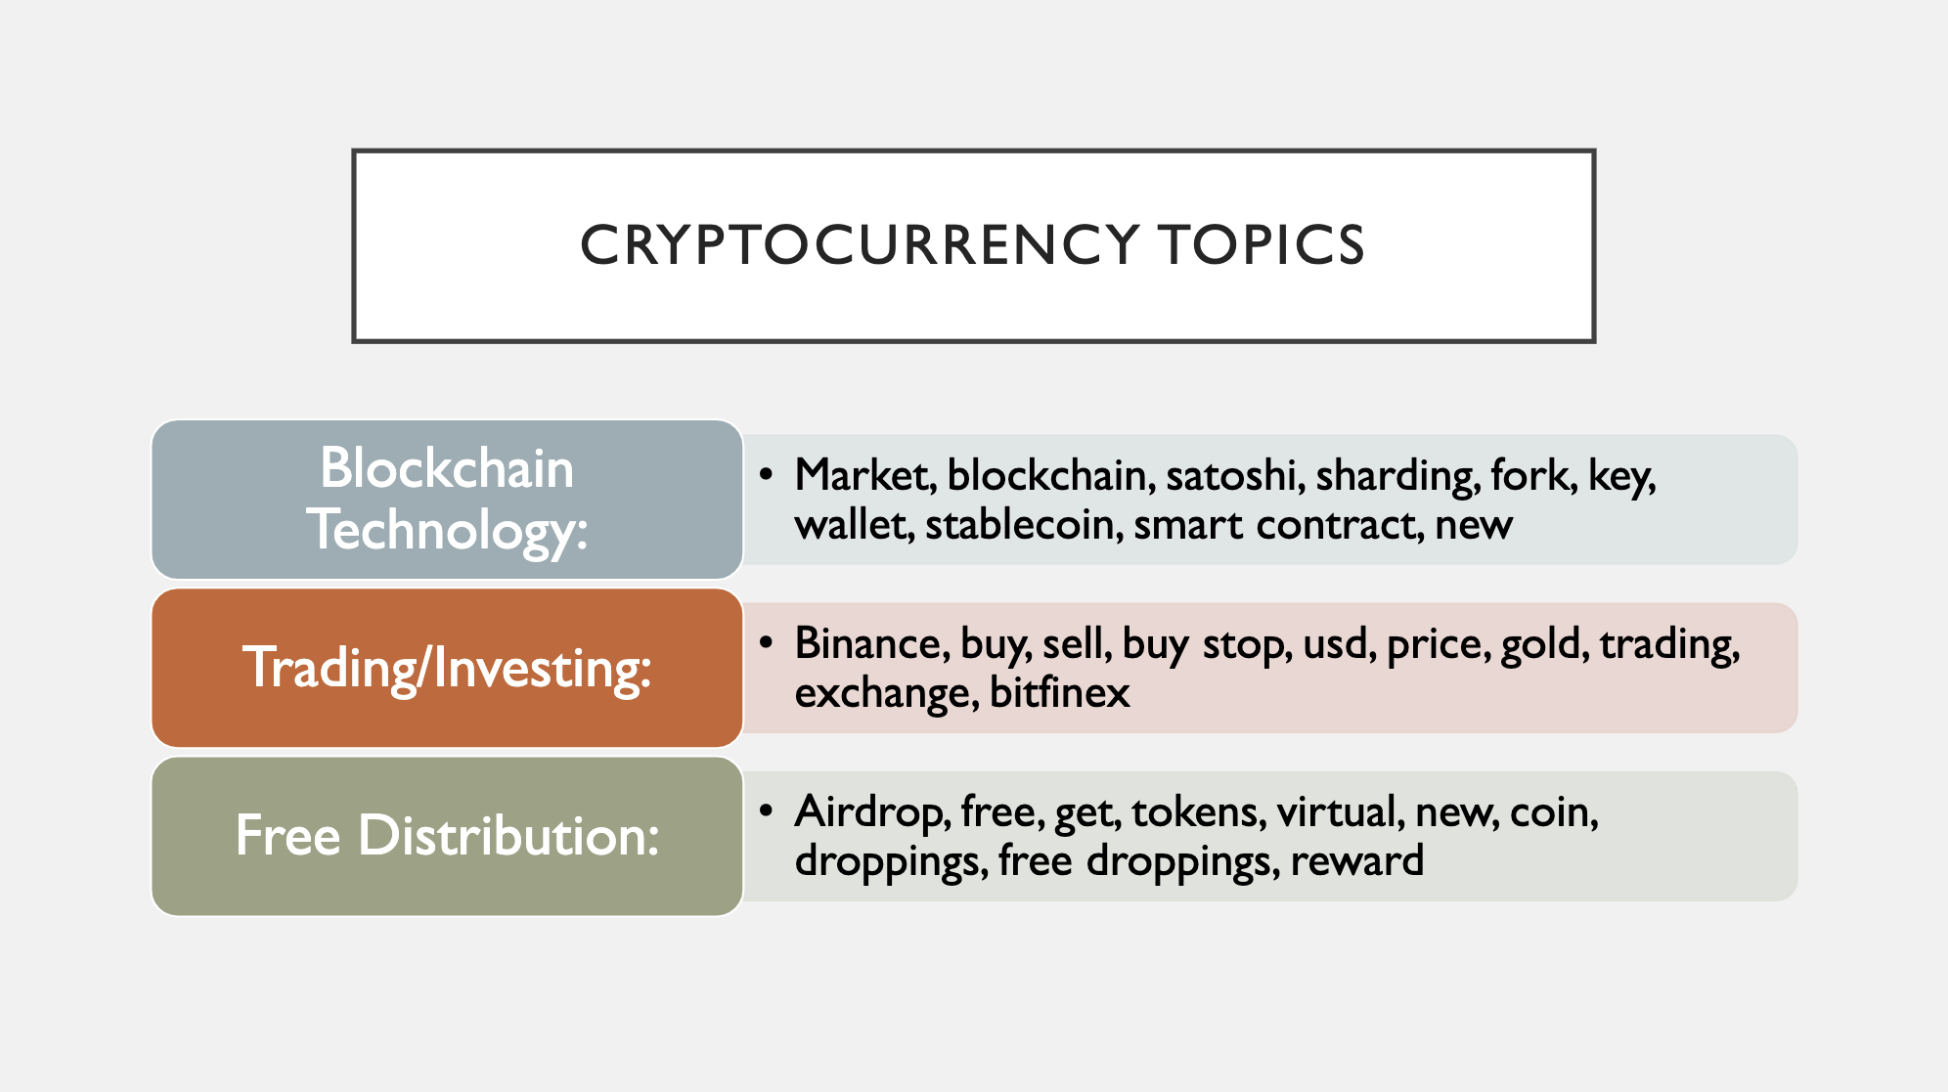 CRYPTOCURRENCY TOPICS
Blockchain
Technology:
• Market, blockchain, satoshi, sharding, fork, key,
wallet, stablecoin, smart contract, new
Trading/Investing:
• Binance, buy, sell, buy stop, usd, price, gold, trading,
exchange, bitfinex
Free Distribution:
• Airdrop, free, get, tokens, virtual, new, coin,
droppings, free droppings, reward